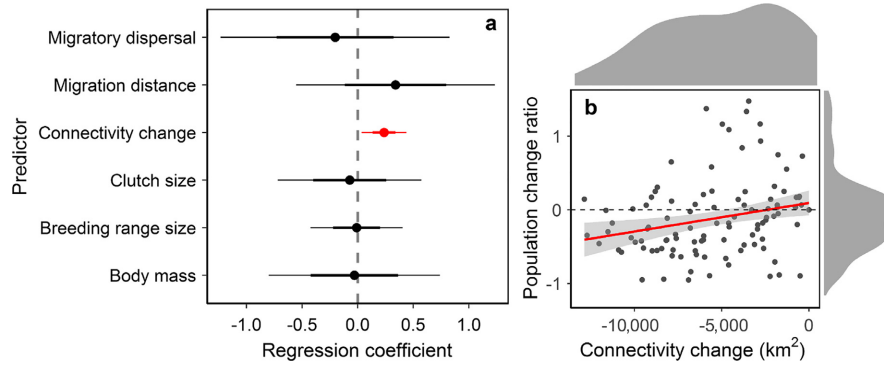 a
Predictor
Migratory dispersal
Migration distance
Connectivity change
Clutch size
Breeding range size
Body mass
-1.0 -0.5 0.0 0.5 1.0
Regression coefficient
b
Population change ratio
1
0
-1
-10,000 -5,000 0
Connectivity change (km²)